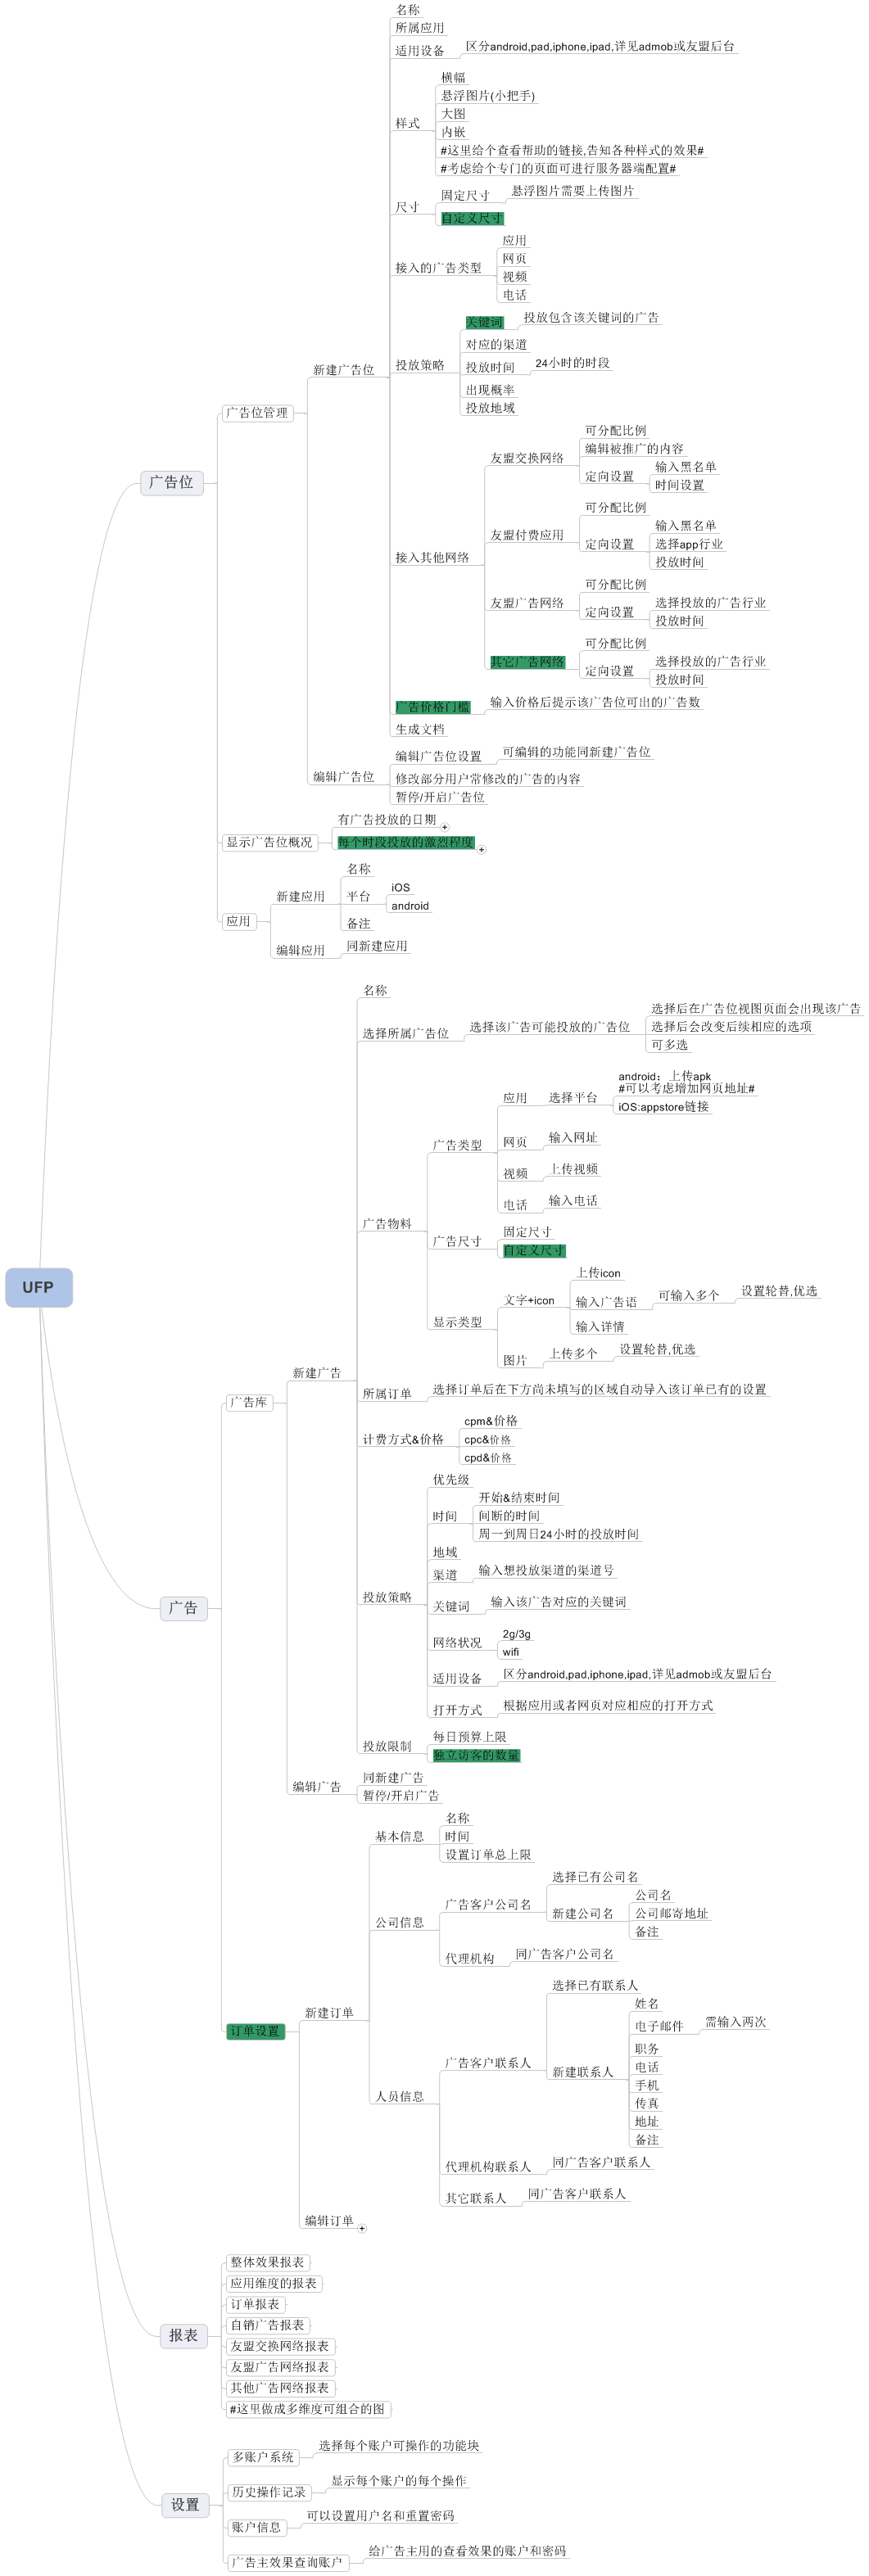 名称
所属应用
适用设备
区分android,pad,iphone,ipad,详见admob或友盟后台
横幅
悬浮图片(小把手)
大图
样式
内嵌
#这里给个查看帮助的链接,告知各种样式的效果#
#考虑给个专门的页面可进行服务器端配置#
固定尺寸
悬浮图片需要上传图片
尺寸
自定义尺寸
应用
网页
接入的广告类型
视频
电话
关键词
投放包含该关键词的广告
对应的渠道
投放策略
投放时间
24小时的时段
新建广告位
出现概率
投放地域
广告位管理
可分配比例
编辑被推广的内容
友盟交换网络
输入黑名单
定向设置
时间设置
广告位
可分配比例
输入黑名单
友盟付费应用
定向设置
选择app行业
投放时间
接入其他网络
可分配比例
友盟广告网络
选择投放的广告行业
定向设置
投放时间
可分配比例
其它广告网络
选择投放的广告行业
定向设置
投放时间
广告价格门槛
输入价格后提示该广告位可出的广告数
生成文档
编辑广告位设置
可编辑的功能同新建广告位
编辑广告位
修改部分用户常修改的广告的内容
暂停/开启广告位
有广告投放的日期
显示广告位概况
每个时段投放的激烈程度
名称
iOS
新建应用
平台
android
应用
备注
编辑应用
同新建应用
名称
选择后在广告位视图页面会出现该广告
选择所属广告位
选择该广告可能投放的广告位
选择后会改变后续相应的选项
可多选
android：上传apk
#可以考虑增加网页地址#
应用
选择平台
iOS:appstore链接
广告类型
网页
输入网址
视频
上传视频
电话
输入电话
广告物料
固定尺寸
广告尺寸
自定义尺寸
上传icon
UFP
文字+icon
输入广告语
可输入多个
设置轮替,优选
显示类型
输入详情
图片
上传多个
设置轮替,优选
新建广告
所属订单
选择订单后在下方尚未填写的区域自动导入该订单已有的设置
广告库
cpm&价格
计费方式&价格
cpc&价格
cpd&价格
优先级
开始&结束时间
时间
间断的时间
周一到周日24小时的投放时间
地域
渠道
输入想投放渠道的渠道号
投放策略
关键词
输入该广告对应的关键词
广告
2g/3g
网络状况
wifi
适用设备
区分android,pad,iphone,ipad,详见admob或友盟后台
打开方式
根据应用或者网页对应相应的打开方式
每日预算上限
投放限制
独立访客的数量
同新建广告
编辑广告
暂停/开启广告
名称
基本信息
时间
设置订单总上限
选择已有公司名
公司名
广告客户公司名
新建公司名
公司邮寄地址
公司信息
备注
代理机构
同广告客户公司名
选择已有联系人
姓名
新建订单
电子邮件
需输入两次
订单设置
职务
广告客户联系人
新建联系人
电话
手机
人员信息
传真
地址
备注
代理机构联系人
同广告客户联系人
其它联系人
同广告客户联系人
编辑订单
整体效果报表
应用维度的报表
订单报表
自销广告报表
报表
友盟交换网络报表
友盟广告网络报表
其他广告网络报表
#这里做成多维度可组合的图
多账户系统
选择每个账户可操作的功能块
历史操作记录
显示每个账户的每个操作
设置
账户信息
可以设置用户名和重置密码
广告主效果查询账户
给广告主用的查看效果的账户和密码